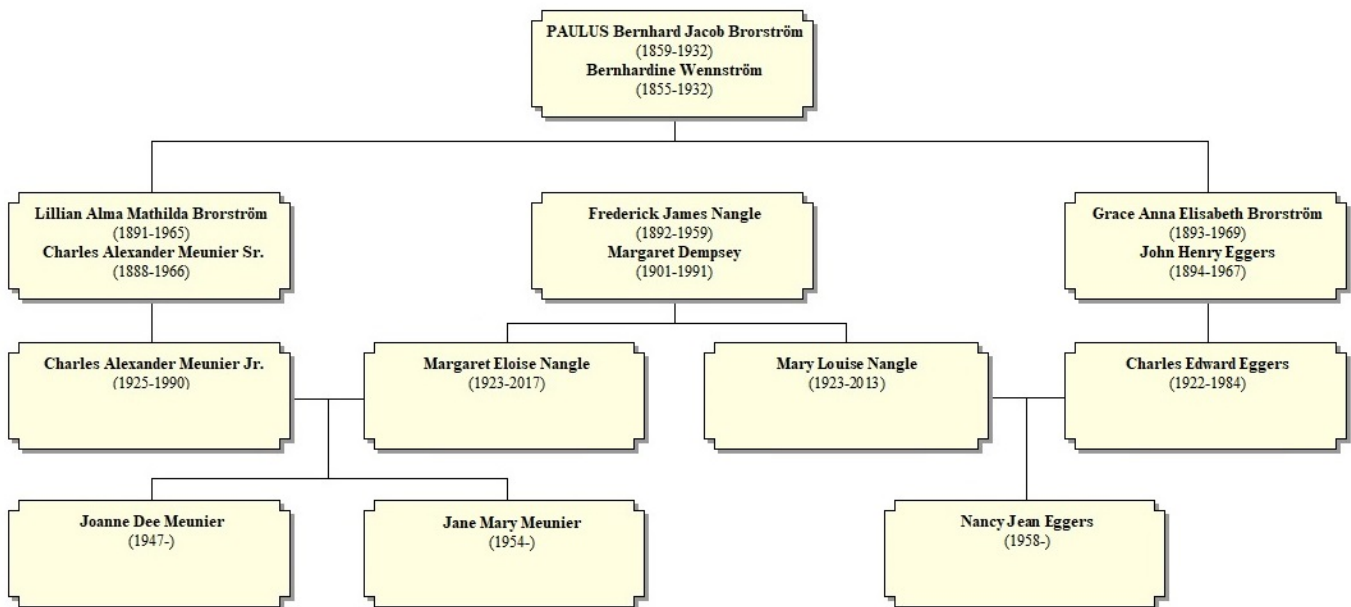 PAULUS Bernhard Jacob Brorström
(1859-1932)
Bernhardine Wennström
(1855-1932)
Lillian Alma Mathilda Brorström
(1891-1965)
Charles Alexander Meunier Sr.
(1888-1966)
Frederick James Nangle
(1892-1959)
Margaret Dempsey
(1901-1991)
Grace Anna Elisabeth Brorström
(1893-1969)
John Henry Eggers
(1894-1967)
Charles Alexander Meunier Jr.
(1925-1990)
Margaret Eloise Nangle
(1923-2017)
Mary Louise Nangle
(1923-2013)
Charles Edward Eggers
(1922-1984)
Joanne Dee Meunier
(1947-)
Jane Mary Meunier
(1954-)
Nancy Jean Eggers
(1958-)